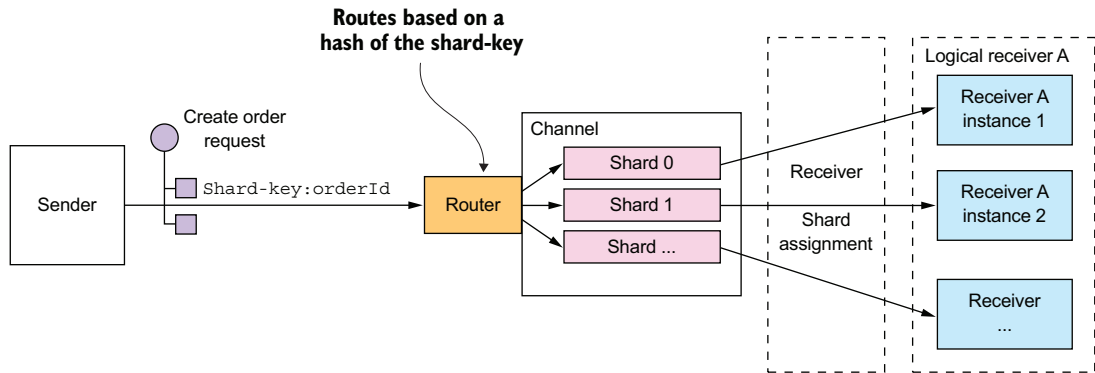 Routes based on a
hash of the shard-key
Create order
request
Sender
Shard-key:orderId
Router
Channel
Shard 0
Shard 1
Shard ...
Receiver
Shard
assignment
Logical receiver A
Receiver A
instance 1
Receiver A
instance 2
Receiver
...